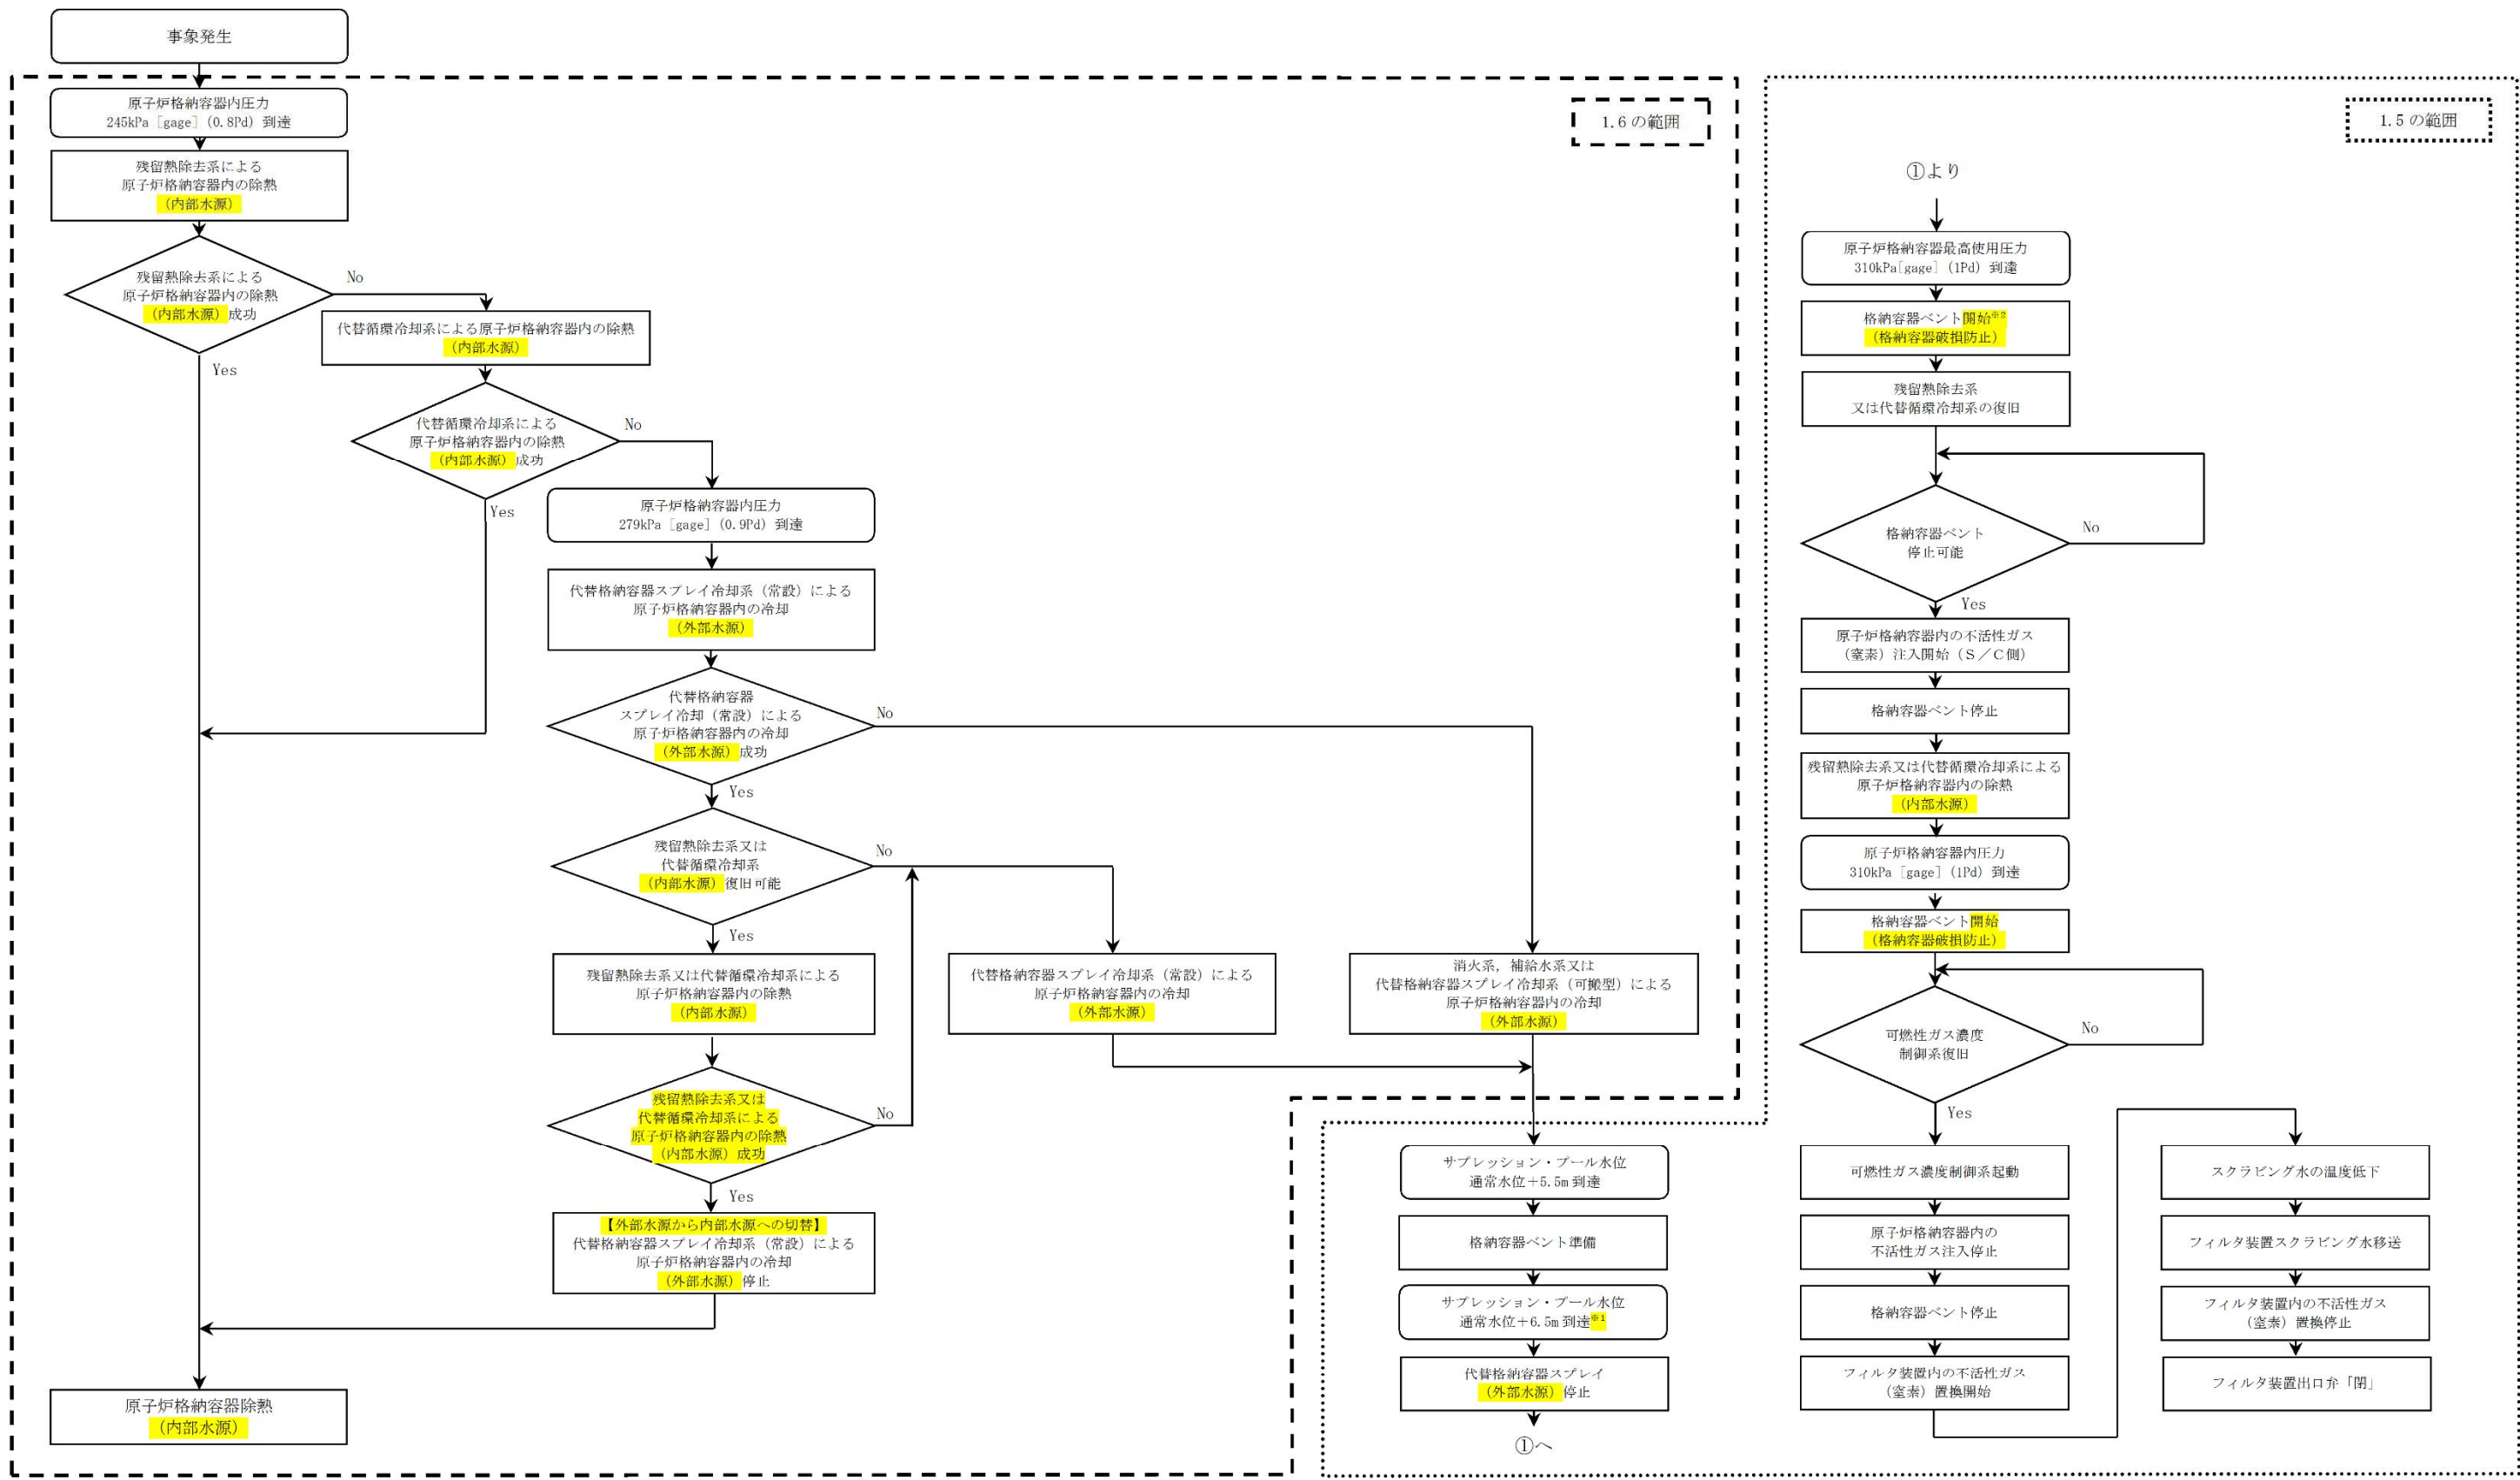 事象発生
1.6の範囲
原子炉格納容器内圧力
245kPa［gage］(0.8Pd) 到達
残留熱除去系による
原子炉格納容器内の除熱
（内部水源）
残留熱除去系による
原子炉格納容器内の除熱
（内部水源）成功
No
Yes
代替循環冷却系による原子炉格納容器内の除熱
（内部水源）
代替循環冷却系による
原子炉格納容器内の除熱
（内部水源）成功
No
Yes
原子炉格納容器内圧力
279kPa［gage］(0.9Pd) 到達
代替格納容器スプレイ冷却系（常設）による
原子炉格納容器内の冷却
（外部水源）
代替格納容器
スプレイ冷却（常設）による
原子炉格納容器内の冷却
（外部水源）成功
No
Yes
残留熱除去系又は
代替循環冷却系
（内部水源）復旧可能
No
Yes
残留熱除去系又は代替循環冷却系による
原子炉格納容器内の除熱
（内部水源）
代替格納容器スプレイ冷却系（常設）による
原子炉格納容器内の冷却
（外部水源）
消火系，補給水系又は
代替格納容器スプレイ冷却系（可搬型）による
原子炉格納容器内の冷却
（外部水源）
残留熱除去系又は
代替循環冷却系による
原子炉格納容器内の除熱
（内部水源）成功
No
Yes
【外部水源から内部水源への切替】
代替格納容器スプレイ冷却系（常設）による
原子炉格納容器内の冷却
（外部水源）停止
原子炉格納容器除熱
（内部水源）
サプレッション・プール水位
通常水位＋5.5m到達
格納容器ベント準備
サプレッション・プール水位
通常水位＋6.5m到達※1
代替格納容器スプレイ
（外部水源）停止
①へ
1.5の範囲
①より
原子炉格納容器最高使用圧力
310kPa[gage]（1Pd）到達
格納容器ベント開始※2
（格納容器破損防止）
残留熱除去系
又は代替循環冷却系の復旧
格納容器ベント
停止可能
No
Yes
原子炉格納容器内の不活性ガス
（窒素）注入開始（Ｓ／Ｃ側）
格納容器ベント停止
残留熱除去系又は代替循環冷却系による
原子炉格納容器内の除熱
（内部水源）
原子炉格納容器内圧力
310kPa［gage］(1Pd) 到達
格納容器ベント開始
（格納容器破損防止）
可燃性ガス濃度
制御系復旧
No
Yes
可燃性ガス濃度制御系起動
原子炉格納容器内の
不活性ガス注入停止
格納容器ベント停止
フィルタ装置内の不活性ガス
（窒素）置換開始
スクラビング水の温度低下
フィルタ装置スクラビング水移送
フィルタ装置内の不活性ガス
（窒素）置換停止
フィルタ装置出口弁「閉」